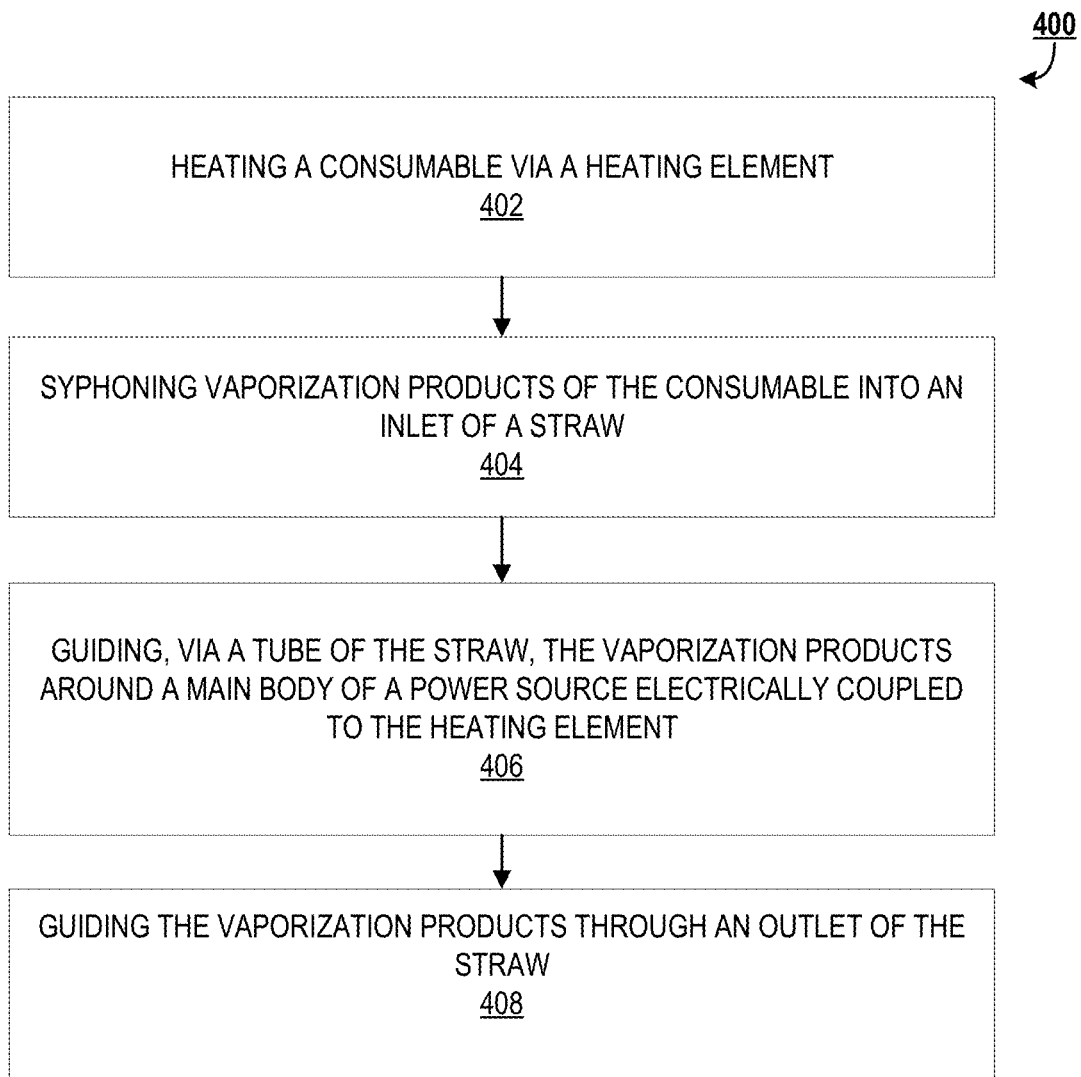 400
HEATING A CONSUMABLE VIA A HEATING ELEMENT
402
SYPHONING VAPORIZATION PRODUCTS OF THE CONSUMABLE INTO AN
INLET OF A STRAW
404
GUIDING, VIA A TUBE OF THE STRAW, THE VAPORIZATION PRODUCTS
AROUND A MAIN BODY OF A POWER SOURCE ELECTRICALLY COUPLED
TO THE HEATING ELEMENT
406
GUIDING THE VAPORIZATION PRODUCTS THROUGH AN OUTLET OF THE
STRAW
408